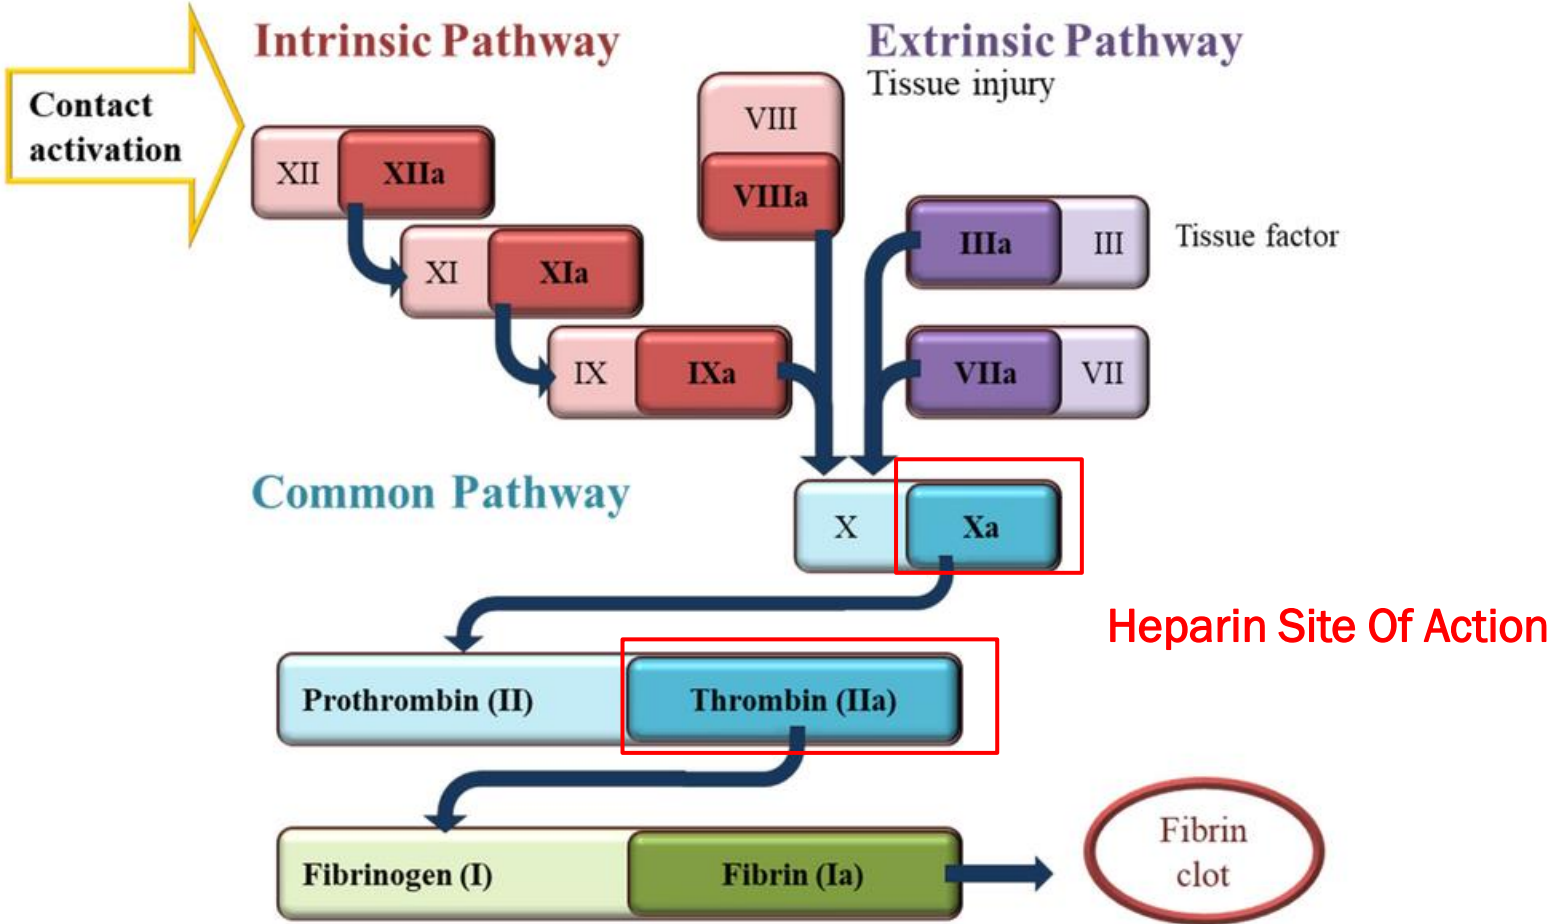 Intrinsic Pathway
Extrinsic Pathway
Tissue injury
Contact
activation
XII
XIIa
VIII
VIIIa
XI
XIa
IIIa
III
Tissue factor
IX
IXa
VIIa
VII
Common Pathway
X
Xa
Heparin Site Of Action
Prothrombin (II)
Thrombin (IIa)
Fibrinogen (I)
Fibrin (Ia)
Fibrin
clot